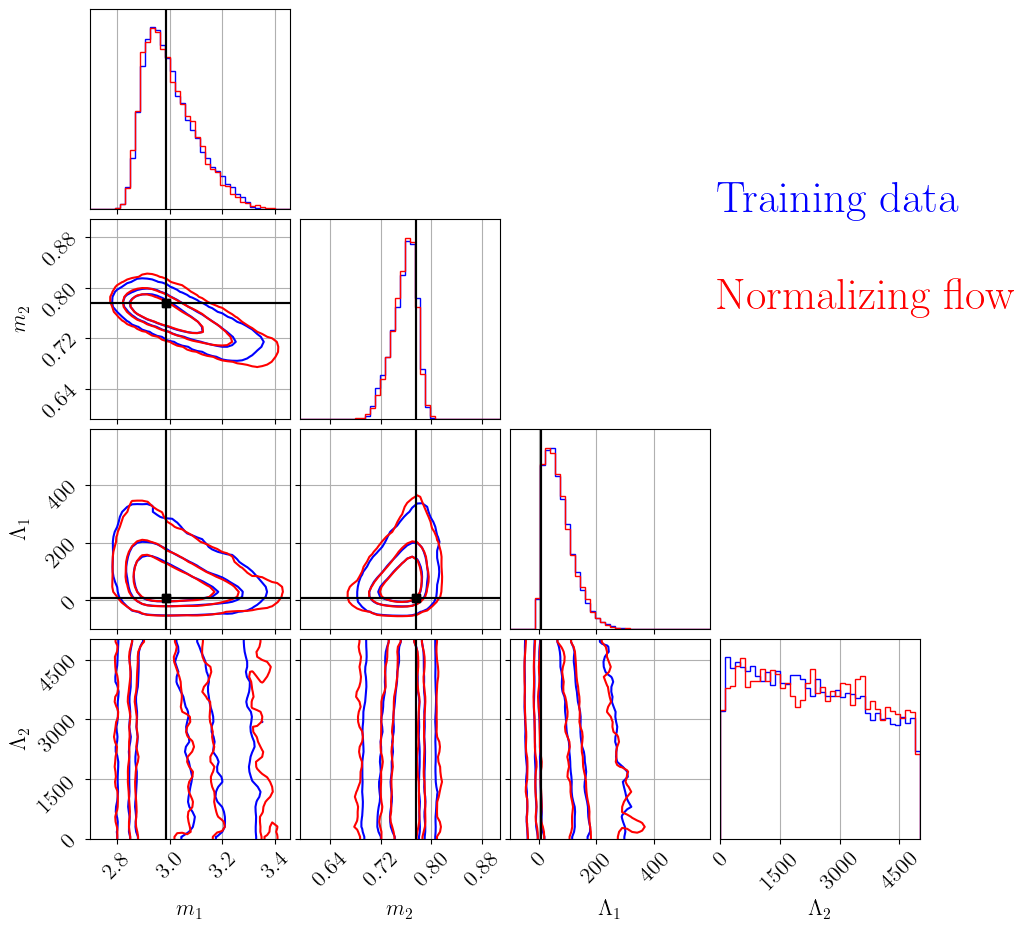 Training data
Normalizing flow
0.88
0.80
0.72
0.64
m₂
400
200
0
Λ₁
4500
3000
1500
0
Λ₂
2.8 3.0 3.2 3.4
0.64 0.72 0.80 0.88
0 200 400
0 1500 3000 4500
m₁ m₂ Λ₁ Λ₂